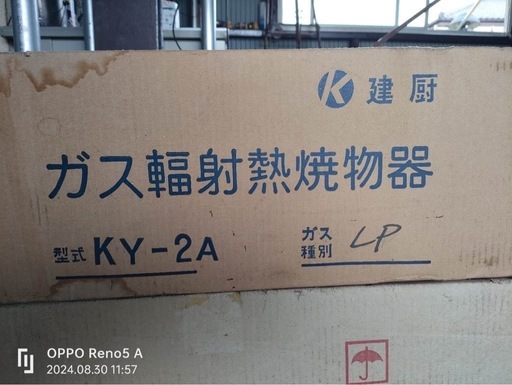 K 建厨
ガス輻射熱焼物器
型式 KY-2A
ガス種別 LP
OPPO Reno5 A
2024.08.30 11:57